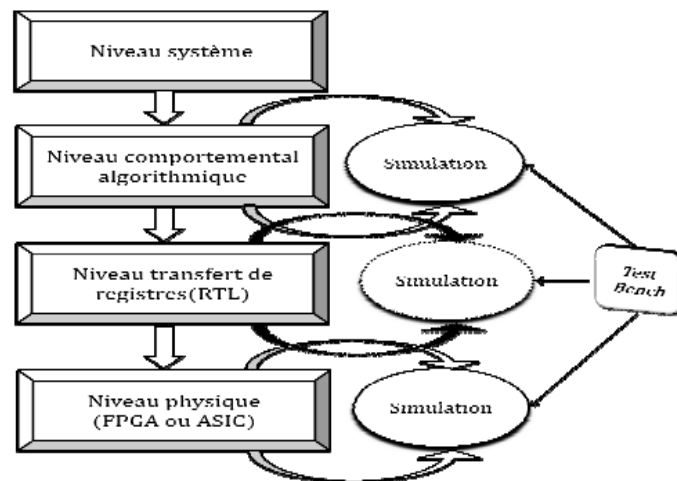 Niveau système
Niveau comportemental
algorithmique
Simulation
Niveau transfert de
registres(RTL)
Simulation
Test
Bench
Niveau physique
(FPGA ou ASIC)
Simulation